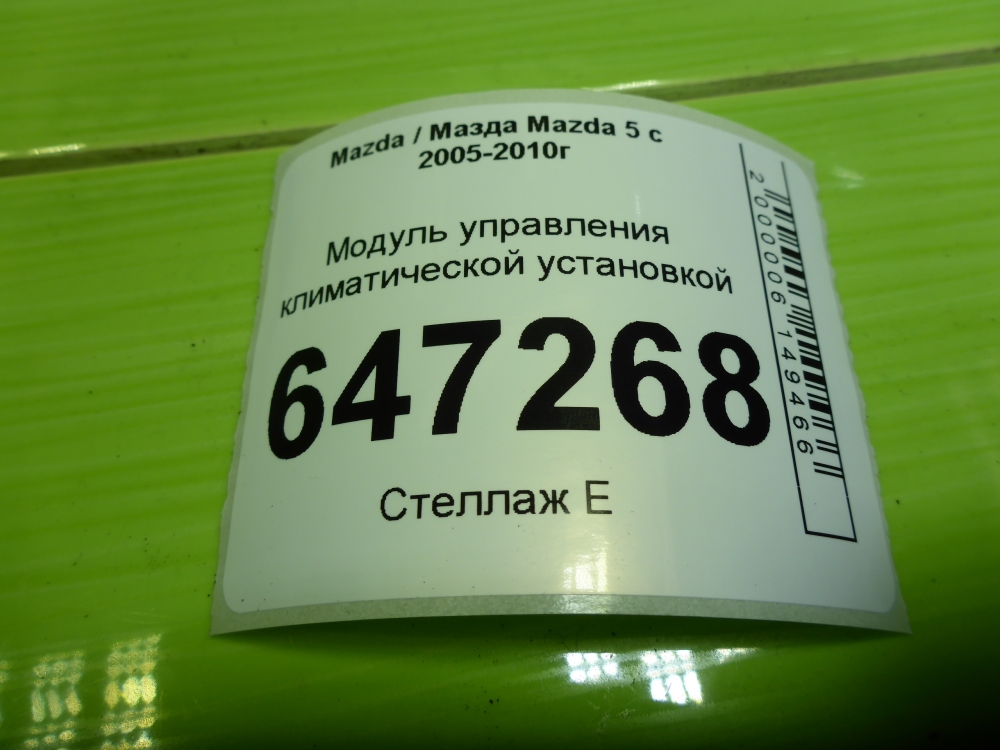 Mazda / Мазда Mazda 5 с
2005-2010г
Модуль управления
климатической установкой
647268
Стеллаж Е
2000006149466